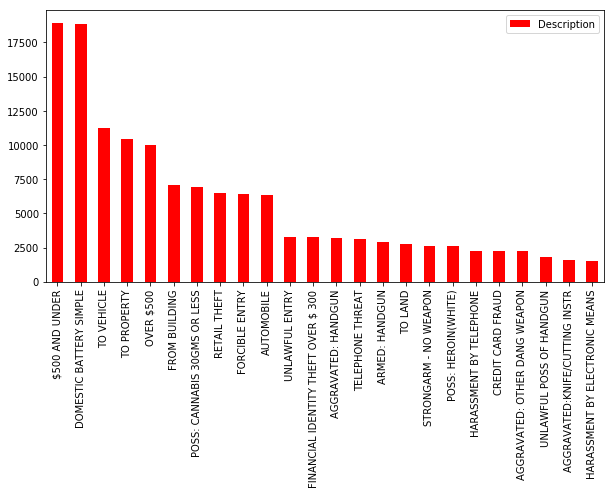 Description
17500
15000
12500
10000
7500
5000
2500
0
$500 AND UNDER
DOMESTIC BATTERY SIMPLE
TO VEHICLE
TO PROPERTY
OVER $500
FROM BUILDING
POSS: CANNABIS 30GMS OR LESS
RETAIL THEFT
FORCIBLE ENTRY
AUTOMOBILE
UNLAWFUL ENTRY
FINANCIAL IDENTITY THEFT OVER $ 300
AGGRAVATED: HANDGUN
TELEPHONE THREAT
ARMED: HANDGUN
TO LAND
STRONGARM - NO WEAPON
POSS: HEROIN(WHITE)
HARASSMENT BY TELEPHONE
CREDIT CARD FRAUD
AGGRAVATED: OTHER DANG WEAPON
UNLAWFUL POSS OF HANDGUN
AGGRAVATED:KNIFE/CUTTING INSTR
HARASSMENT BY ELECTRONIC MEANS